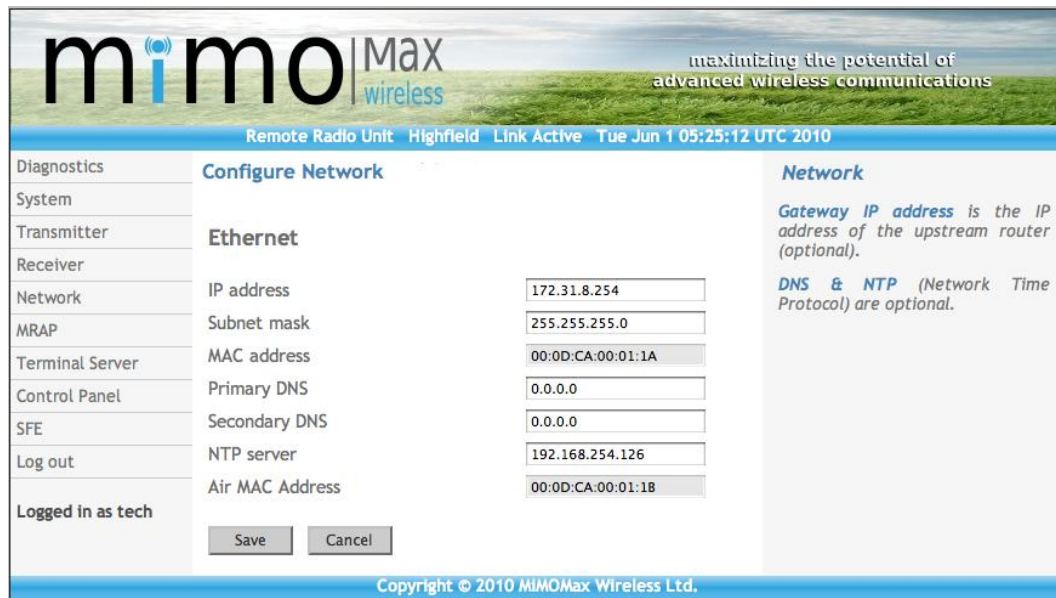 mimo Max wireless
maximizing the potential of
advanced wireless communications
Remote Radio Unit Highfield Link Active Tue Jun 1 05:25:12 UTC 2010
Diagnostics
System
Transmitter
Receiver
Network
MRAP
Terminal Server
Control Panel
SFE
Log out
Logged in as tech
Configure Network
Ethernet
IP address 172.31.8.254
Subnet mask 255.255.255.0
MAC address 00:0D:CA:00:01:1A
Primary DNS 0.0.0.0
Secondary DNS 0.0.0.0
NTP server 192.168.254.126
Air MAC Address 00:0D:CA:00:01:1B
Save Cancel
Network
Gateway IP address is the IP
address of the upstream router
(optional).
DNS & NTP (Network Time
Protocol) are optional.
Copyright © 2010 MiMOMax Wireless Ltd.